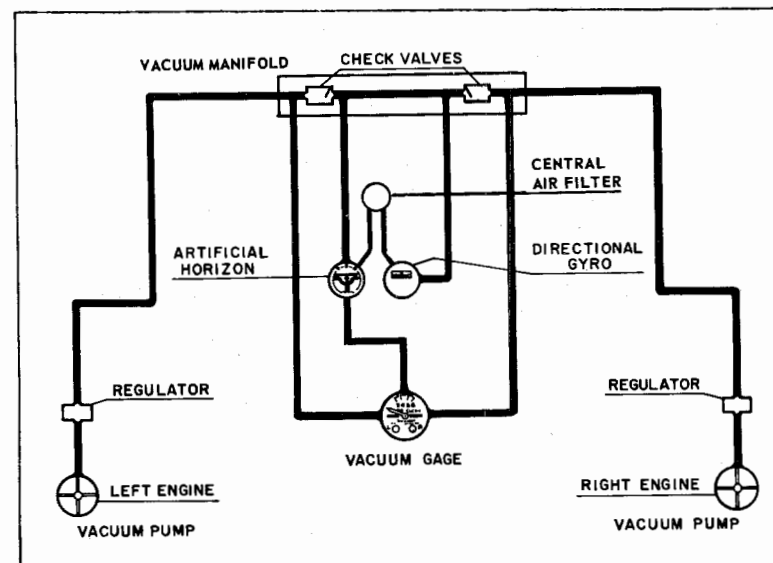 CHECK VALVES
VACUUM MANIFOLD
CENTRAL
AIR FILTER
ARTIFICIAL
HORIZON
DIRECTIONAL
GYRO
REGULATOR
REGULATOR
VACUUM GAGE
LEFT ENGINE
RIGHT ENGINE
VACUUM PUMP
VACUUM PUMP